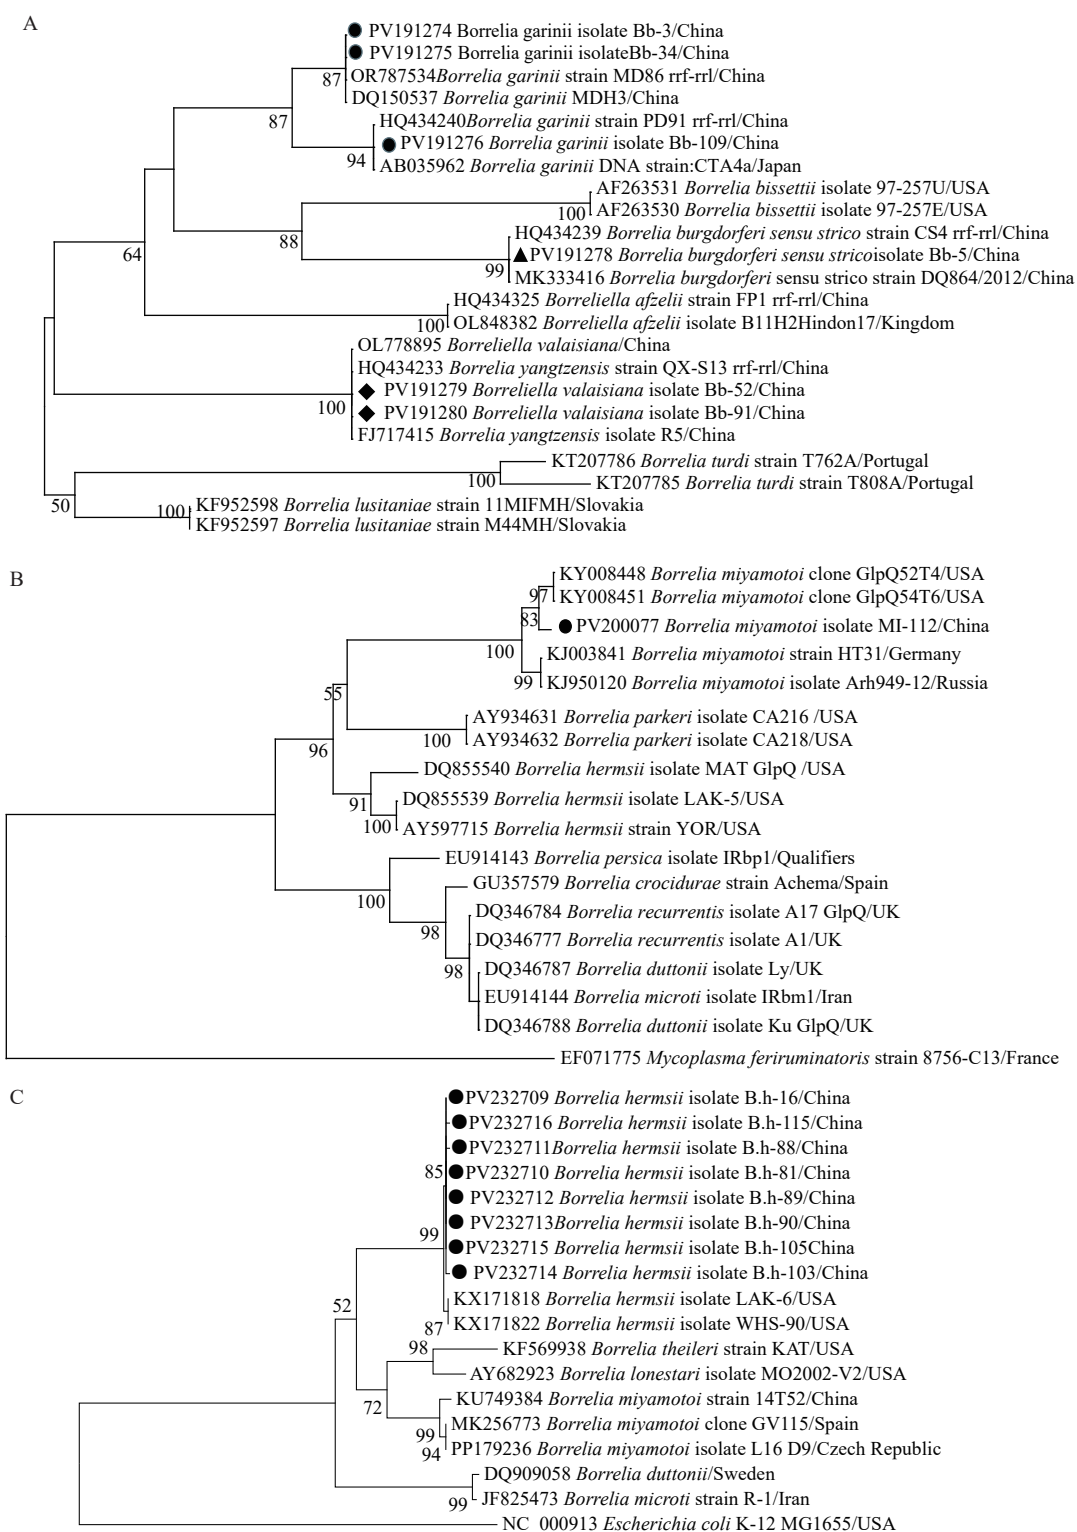 A
PV191274 Borrelia garinii isolate Bb-3/China
PV191275 Borrelia garinii isolateBb-34/China
87
OR787534Borrelia garinii strain MD86 rrf-rrl/China
DQ150537 Borrelia garinii MDH3/China
87
HQ434240Borrelia garinii strain PD91 rrf-rrl/China
PV191276 Borrelia garinii isolate Bb-109/China
94
AB035962 Borrelia garinii DNA strain:CTA4a/Japan
AF263531 Borrelia bissettii isolate 97-257U/USA
100
AF263530 Borrelia bissettii isolate 97-257E/USA
88
HQ434239 Borrelia burgdorferi sensu strico strain CS4 rrf-rrl/China
64
PV191278 Borrelia burgdorferi sensu stricoisolate Bb-5/China
99
MK333416 Borrelia burgdorferi sensu strico strain DQ864/2012/China
HQ434325 Borreliella afzelii strain FP1 rrf-rrl/China
100
OL848382 Borreliella afzelii isolate B11H2Hindon17/Kingdom
OL778895 Borreliella valaisiana/China
HQ434233 Borrelia yangtzensis strain QX-S13 rrf-rrl/China
PV191279 Borreliella valaisiana isolate Bb-52/China
100
PV191280 Borreliella valaisiana isolate Bb-91/China
FJ717415 Borrelia yangtzensis isolate R5/China
KT207786 Borrelia turdi strain T762A/Portugal
100
KT207785 Borrelia turdi strain T808A/Portugal
50
100
KF952598 Borrelia lusitaniae strain 11MIFMH/Slovakia
KF952597 Borrelia lusitaniae strain M44MH/Slovakia
B
KY008448 Borrelia miyamotoi clone GlpQ52T4/USA
97
KY008451 Borrelia miyamotoi clone GlpQ54T6/USA
83
PV200077 Borrelia miyamotoi isolate MI-112/China
100
KJ003841 Borrelia miyamotoi strain HT31/Germany
99
KJ950120 Borrelia miyamotoi isolate Arh949-12/Russia
55
AY934631 Borrelia parkeri isolate CA216 /USA
100
AY934632 Borrelia parkeri isolate CA218/USA
96
DQ855540 Borrelia hermsii isolate MAT GlpQ /USA
91
DQ855539 Borrelia hermsii isolate LAK-5/USA
100
AY597715 Borrelia hermsii strain YOR/USA
EU914143 Borrelia persica isolate IRbp1/Qualifiers
100
GU357579 Borrelia crocidurae strain Achema/Spain
DQ346784 Borrelia recurrentis isolate A17 GlpQ/UK
98
DQ346777 Borrelia recurrentis isolate A1/UK
98
DQ346787 Borrelia duttonii isolate Ly/UK
EU914144 Borrelia microti isolate IRbm1/Iran
DQ346788 Borrelia duttonii isolate Ku GlpQ/UK
EF071775 Mycoplasma feriruminatoris strain 8756-C13/France
C
PV232709 Borrelia hermsii isolate B.h-16/China
PV232716 Borrelia hermsii isolate B.h-115/China
PV232711Borrelia hermsii isolate B.h-88/China
85
PV232710 Borrelia hermsii isolate B.h-81/China
PV232712 Borrelia hermsii isolate B.h-89/China
PV232713Borrelia hermsii isolate B.h-90/China
99
PV232715 Borrelia hermsii isolate B.h-105China
PV232714 Borrelia hermsii isolate B.h-103/China
KX171818 Borrelia hermsii isolate LAK-6/USA
52
87
KX171822 Borrelia hermsii isolate WHS-90/USA
98
KF569938 Borrelia theileri strain KAT/USA
AY682923 Borrelia lonestari isolate MO2002-V2/USA
72
KU749384 Borrelia miyamotoi strain 14T52/China
99
MK256773 Borrelia miyamotoi clone GV115/Spain
94
PP179236 Borrelia miyamotoi isolate L16 D9/Czech Republic
DQ909058 Borrelia duttonii/Sweden
99
JF825473 Borrelia microti strain R-1/Iran
NC_000913 Escherichia coli K-12 MG1655/USA